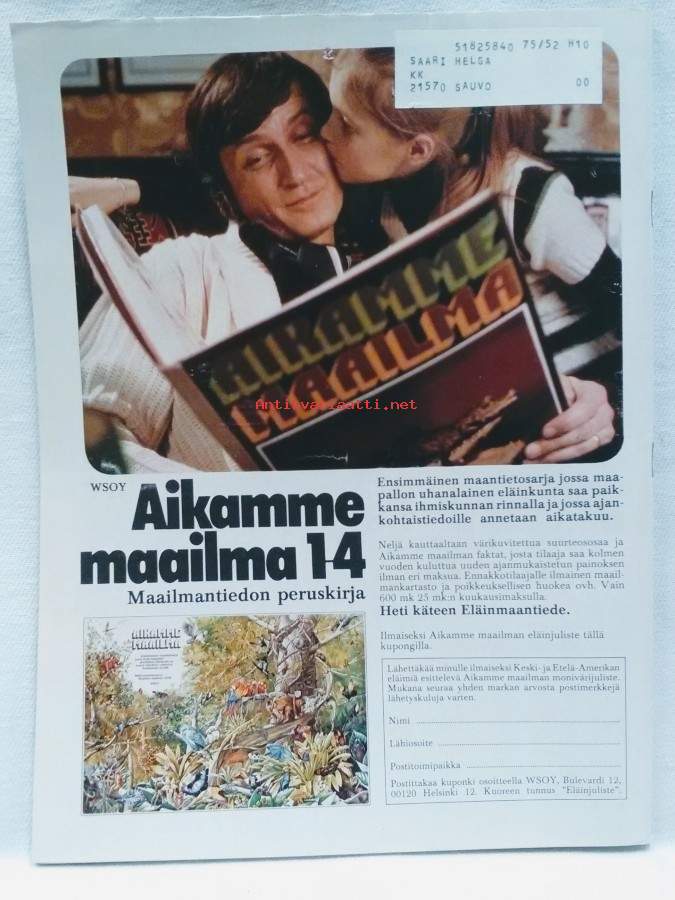 51825840 75/52 H10
SAARI HELGA
KK
21570 SAUVO 00
AIKAMME
MAAILMA
Antikvariaatti.net
WSOY
Aikamme
maailma 1-4
Maailmantiedon peruskirja
AIKAMME
MAAILMA
Ensimmäinen maantietosarja jossa maa-
pallon uhanalainen eläinkunta saa paik-
kansa ihmiskunnan rinnalla ja jossa ajan-
kohtaistiedoille annetaan aikatakuu.
Neljä kauttaaltaan värikuvitettua suurteososaa ja
Aikamme maailman faktat, josta tilaaja saa kolmen
vuoden kuluttua uuden ajanmukaistetun painoksen
ilman eri maksua. Ennakkotilaajalle ilmainen maail-
mankartasto ja poikkeuksellisen huokea ovh. Vain
600 mk 25 mk:n kuukausimaksulla.
Heti käteen Eläinmaantiede.
Ilmaiseksi Aikamme maailman eläinjuliste tällä
kupongilla.
Lähettäkää minulle ilmaiseksi Keski- ja Etelä-Amerikan
eläimiä esittelevä Aikamme maailman monivärijuliste.
Mukana seuraa yhden markan arvosta postimerkkejä
lähetyskuluja varten.
Nimi
Lähiosoite
Postitoimipaikka
Postittakaa kuponki osoitteella WSOY, Bulevardi 12,
00120 Helsinki 12. Kuoreen tunnus "Eläinjuliste".